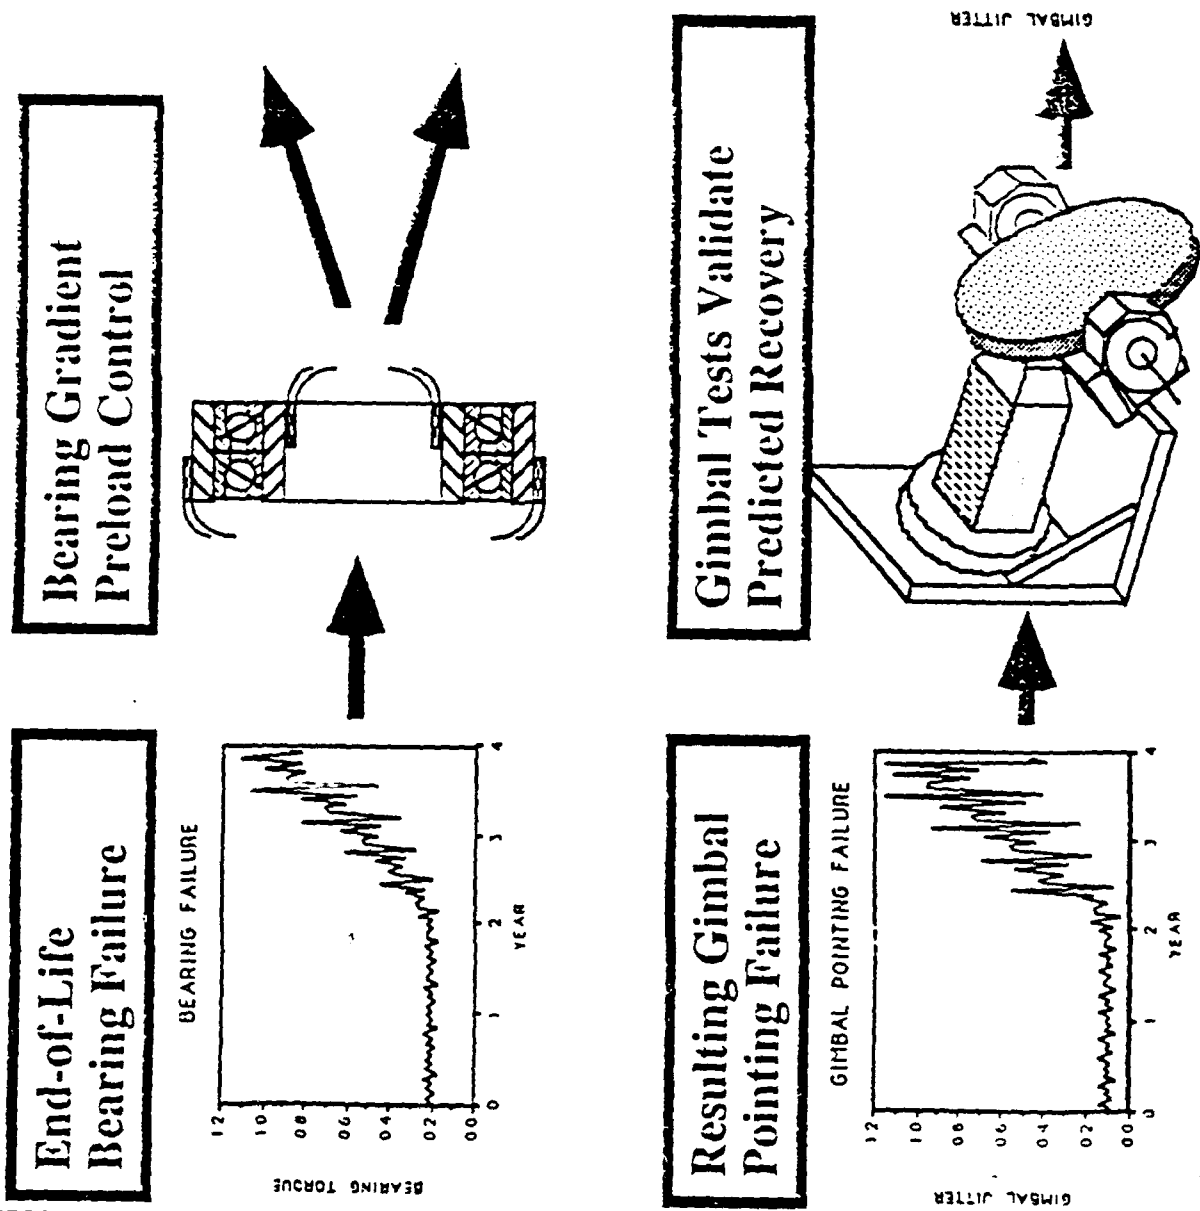 End-of-Life
Bearing Failure
BEARING FAILURE
BEARING TORQUE
1.2
1.0
0.8
0.6
0.4
0.2
0.0
0
1
2
3
4
YEAR
Bearing Gradient
Preload Control
Resulting Gimbal
Pointing Failure
GIMBAL POINTING FAILURE
GIMBAL JITTER
1.2
1.0
0.8
0.6
0.4
0.2
0.0
0
1
2
3
4
YEAR
Gimbal Tests Validate
Predicted Recovery
GIMBAL JITTER